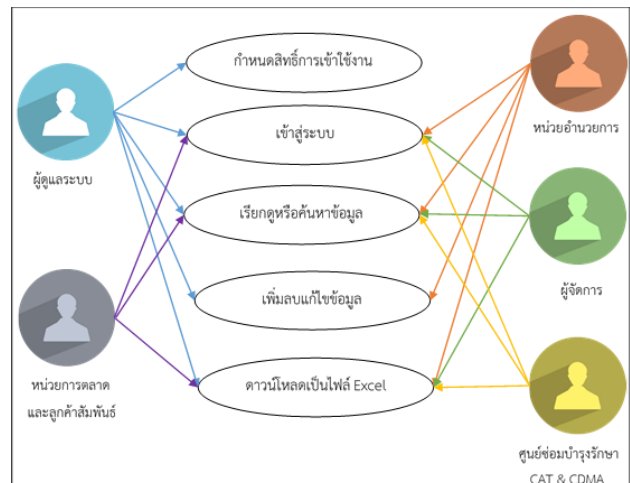 กำหนดสิทธิ์การเข้าใช้งาน
เข้าสู่ระบบ
เรียกดูหรือค้นหาข้อมูล
เพิ่มลบแก้ไขข้อมูล
ดาวน์โหลดเป็นไฟล์ Excel
ผู้ดูแลระบบ
หน่วยการตลาด
และลูกค้าสัมพันธ์
หน่วยอำนวยการ
ผู้จัดการ
ศูนย์ซ่อมบำรุงรักษา
CAT & CDMA